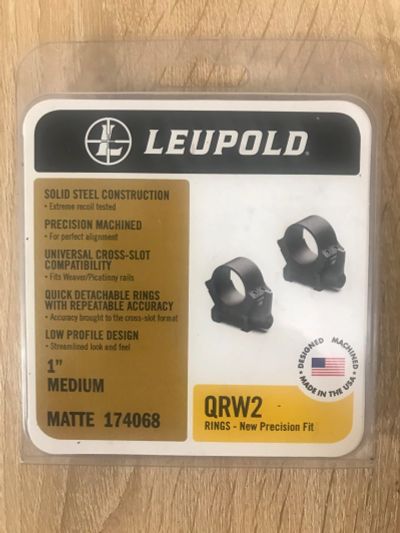 LEUPOLD
SOLID STEEL CONSTRUCTION
• Extreme recoil tested
PRECISION MACHINED
• For perfect alignment
UNIVERSAL CROSS-SLOT
COMPATIBILITY
• Fits Weaver/Picatinny rails
QUICK DETACHABLE RINGS
WITH REPEATABLE ACCURACY
• Accuracy brought to the cross-slot format
LOW PROFILE DESIGN
• Streamlined look and feel
1"
MEDIUM
MATTE 174068
DESIGNED MACHINED
MADE IN THE USA
QRW2
RINGS - New Precision Fit